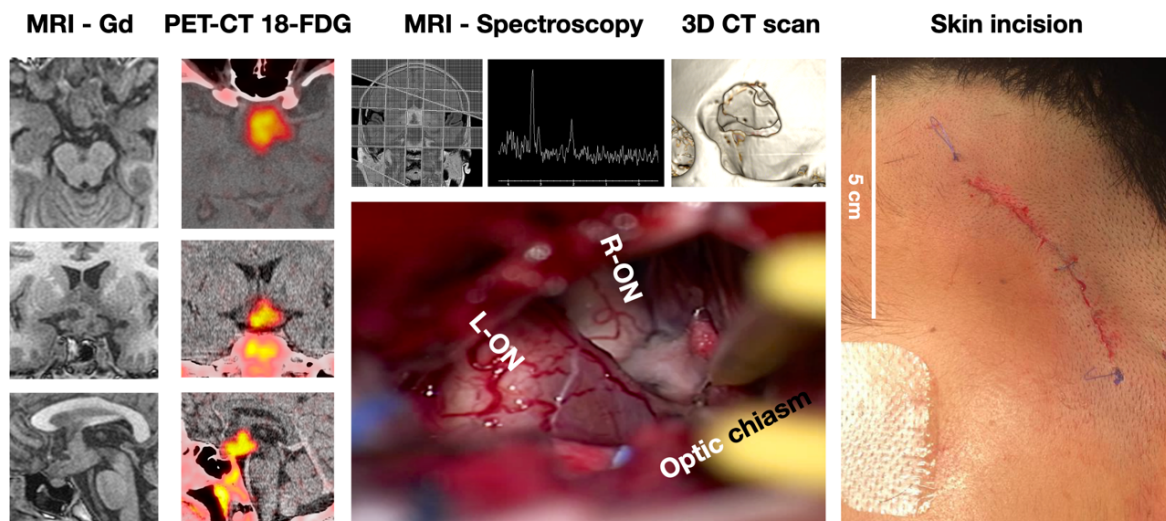 MRI - Gd
PET-CT 18-FDG
MRI - Spectroscopy
3D CT scan
Skin incision
5 cm
R-ON
L-ON
Optic chiasm